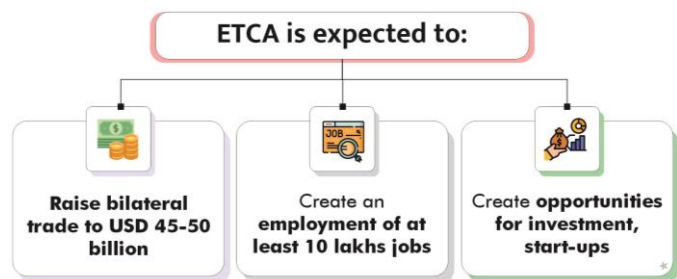 ETCA is expected to:
Raise bilateral
trade to USD 45-50
billion
JOB
Create an
employment of at
least 10 lakhs jobs
Create opportunities
for investment,
start-ups